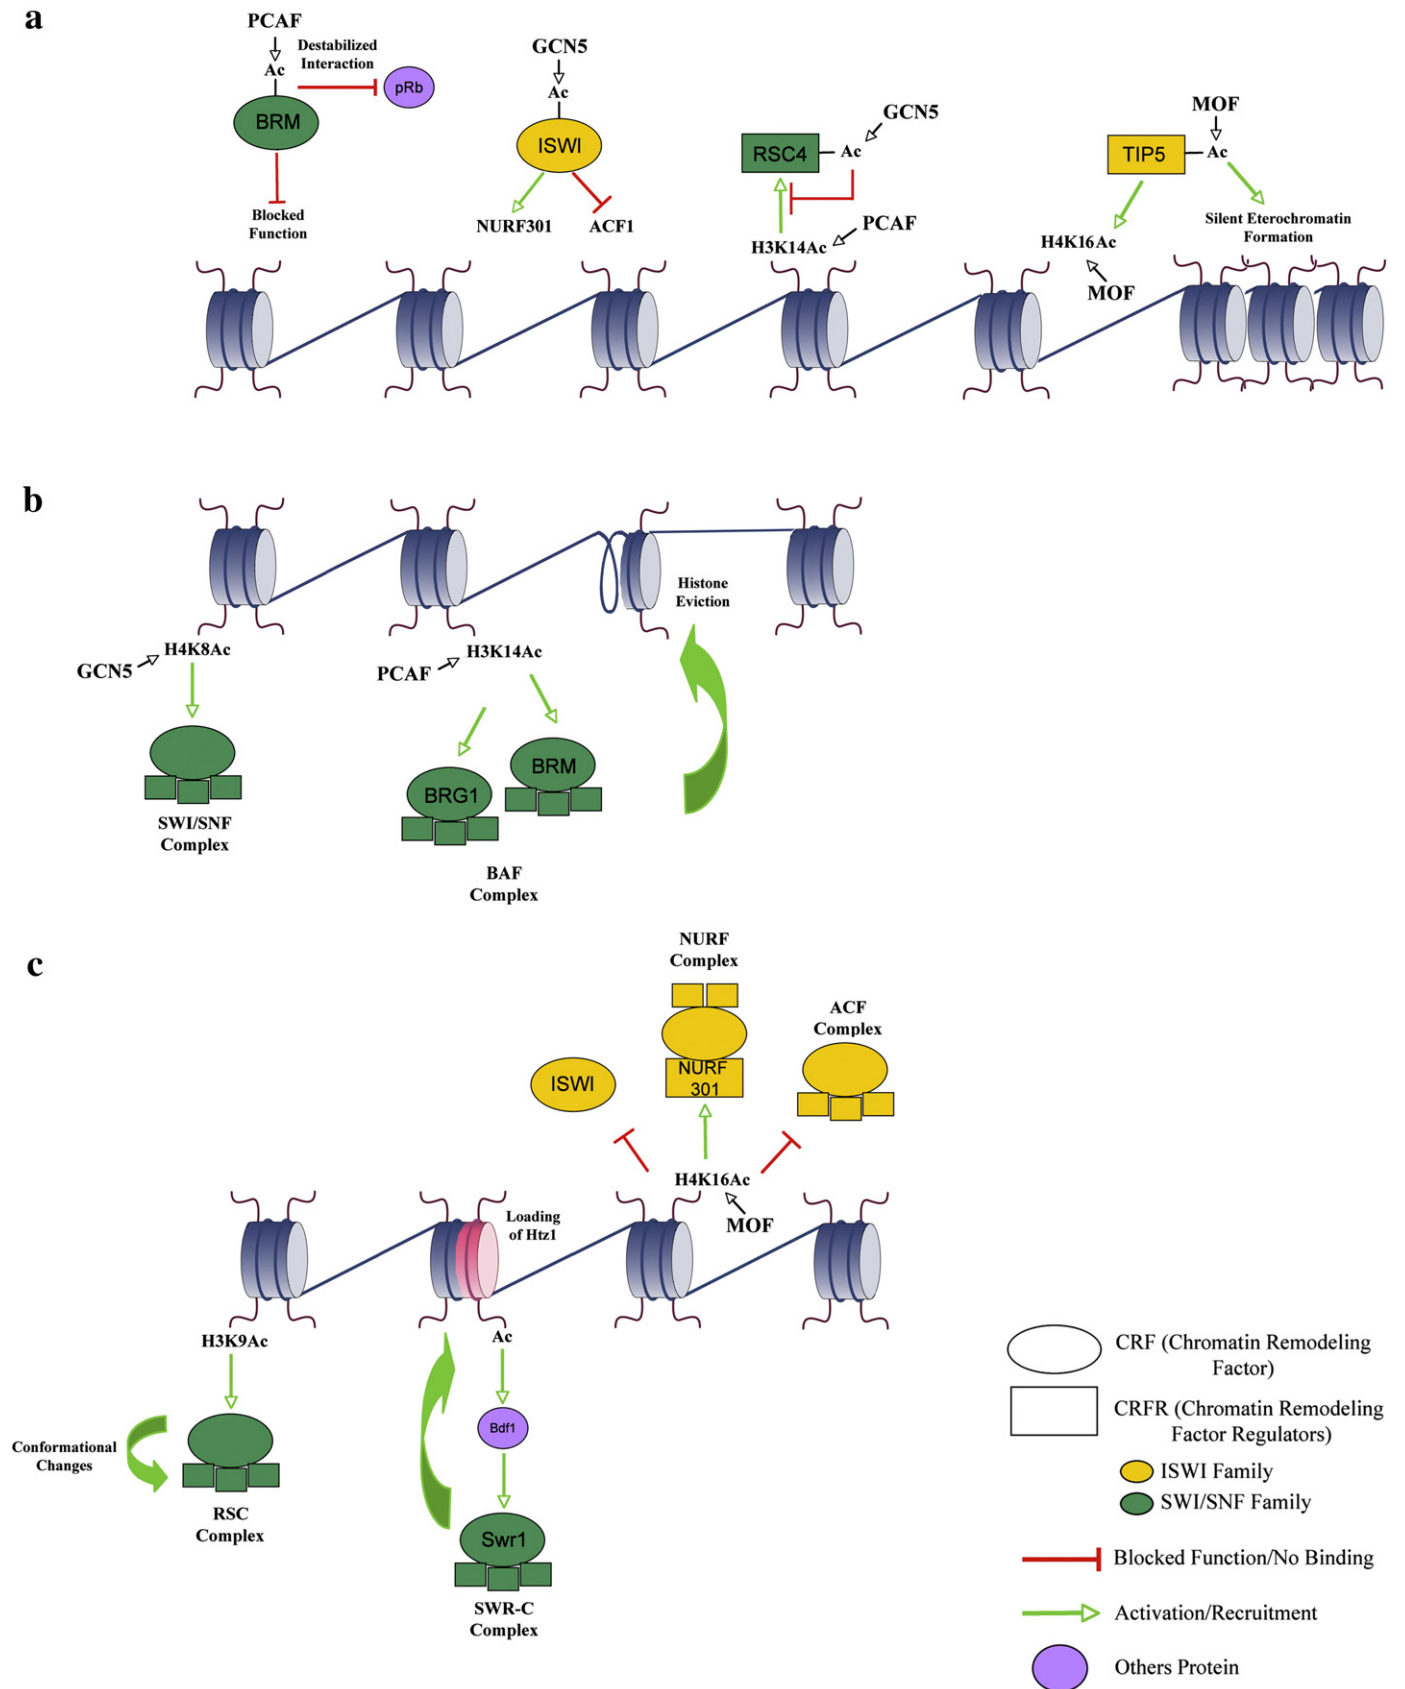 a
PCAF
Ac
Destabilized
Interaction
pRb
BRM
Blocked
Function
GCN5
Ac
ISWI
NURF301
ACF1
GCN5
RSC4
Ac
PCAF
H3K14Ac
MOF
TIP5
Ac
Silent Eterochromatin
Formation
H4K16Ac
MOF
b
Histone
Eviction
H4K8Ac
GCN5
SWI/SNF
Complex
H3K14Ac
PCAF
BRM
BRG1
BAF
Complex
c
NURF
Complex
NURF
301
ACF
Complex
ISWI
H4K16Ac
MOF
Loading
of Htz1
H3K9Ac
Conformational
Changes
RSC
Complex
Ac
Bdf1
Swr1
SWR-C
Complex
CRF (Chromatin Remodeling
Factor)
CRFR (Chromatin Remodeling
Factor Regulators)
ISWI Family
SWI/SNF Family
Blocked Function/No Binding
Activation/Recruitment
Others Protein